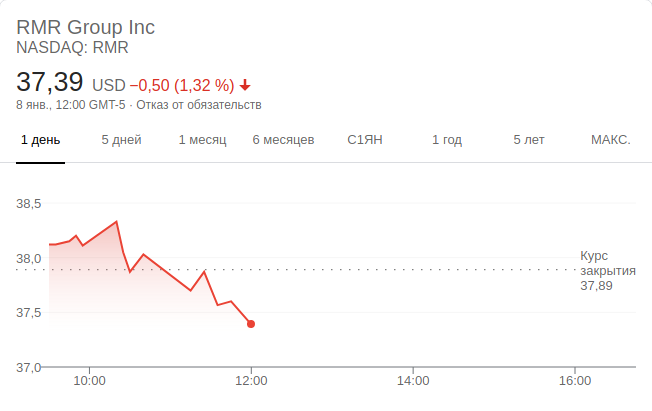 RMR Group Inc
NASDAQ: RMR
37,39 USD −0,50 (1,32 %)
8 янв., 12:00 GMT-5 · Отказ от обязательств
1 день 5 дней 1 месяц 6 месяцев С1ЯН 1 год 5 лет МАКС.
38,5
38,0
37,5
37,0
Курс
закрытия
37,89
10:00 12:00 14:00 16:00